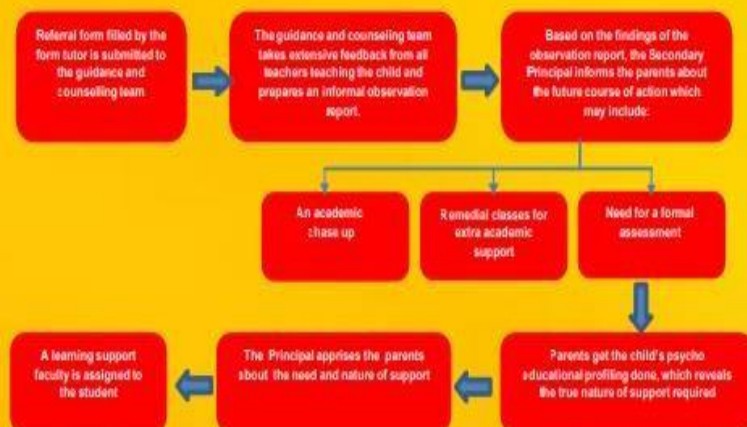 Referral form filled by the
form tutor is submitted to
the guidance and
counselling team
The guidance and counseling team
takes extensive feedback from all
teachers teaching the child and
prepares an informal observation
report.
Based on the findings of the
observation report, the Secondary
Principal informs the parents about
the future course of action which
may include:
An academic
chase up
Remedial classes for
extra academic
support
Need for a formal
assessment
Parents get the child's psycho
educational profiling done, which reveals
the true nature of support required
The Principal apprises the parents
about the need and nature of support
A learning support
faculty is assigned to
the student